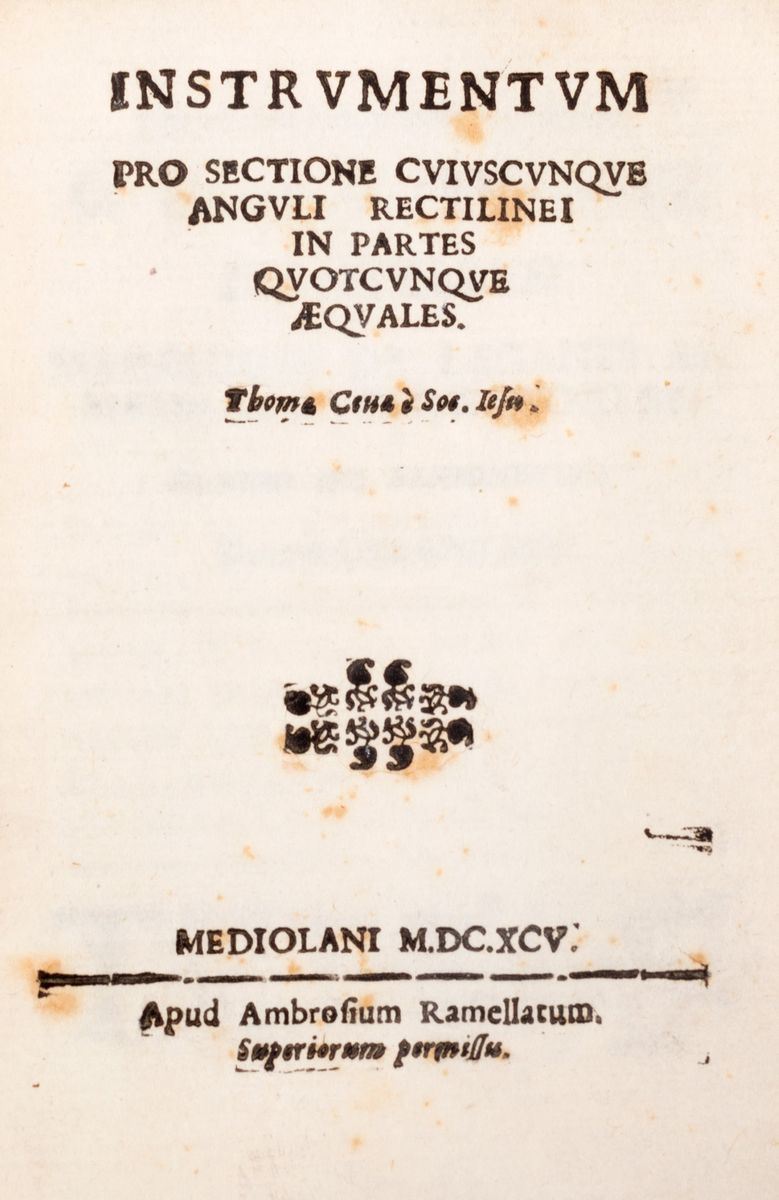 INSTRVMENTVM
PRO SECTIONE CVIVSCVNQVE
ANGVLI RECTILINEI
IN PARTES
QVOTCVNQVE
ÆQVALES.
Thomæ Ceuæ è Soc. Iesu.
MEDIOLANI M.DC.XCV.
Apud Ambrosium Ramellatum.
Superiorum permissu.